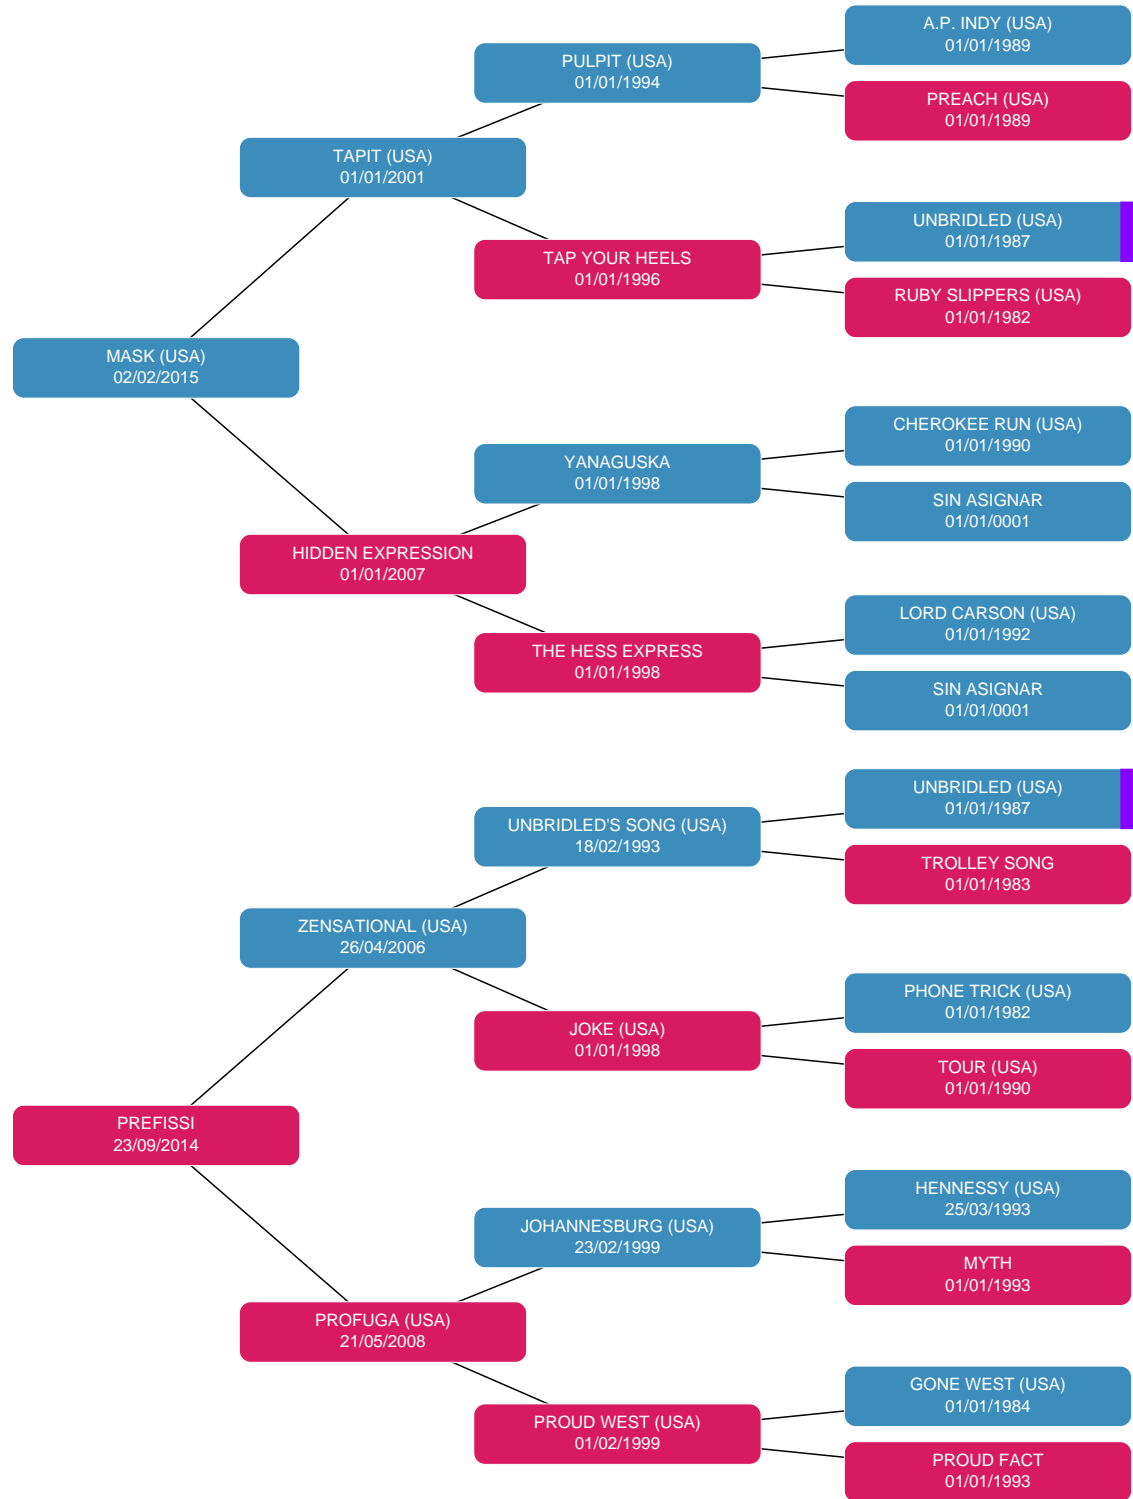 A.P. INDY (USA)
01/01/1989
PULPIT (USA)
01/01/1994
PREACH (USA)
01/01/1989
TAPIT (USA)
01/01/2001
UNBRIDLED (USA)
01/01/1987
TAP YOUR HEELS
01/01/1996
RUBY SLIPPERS (USA)
01/01/1982
MASK (USA)
02/02/2015
CHEROKEE RUN (USA)
01/01/1990
YANAGUSKA
01/01/1998
SIN ASIGNAR
01/01/0001
HIDDEN EXPRESSION
01/01/2007
LORD CARSON (USA)
01/01/1992
THE HESS EXPRESS
01/01/1998
SIN ASIGNAR
01/01/0001
UNBRIDLED (USA)
01/01/1987
UNBRIDLED'S SONG (USA)
18/02/1993
TROLLEY SONG
01/01/1983
ZENSATIONAL (USA)
26/04/2006
PHONE TRICK (USA)
01/01/1982
JOKE (USA)
01/01/1998
TOUR (USA)
01/01/1990
PREFISSI
23/09/2014
HENNESSY (USA)
25/03/1993
JOHANNESBURG (USA)
23/02/1999
MYTH
01/01/1993
PROFUGA (USA)
21/05/2008
GONE WEST (USA)
01/01/1984
PROUD WEST (USA)
01/02/1999
PROUD FACT
01/01/1993